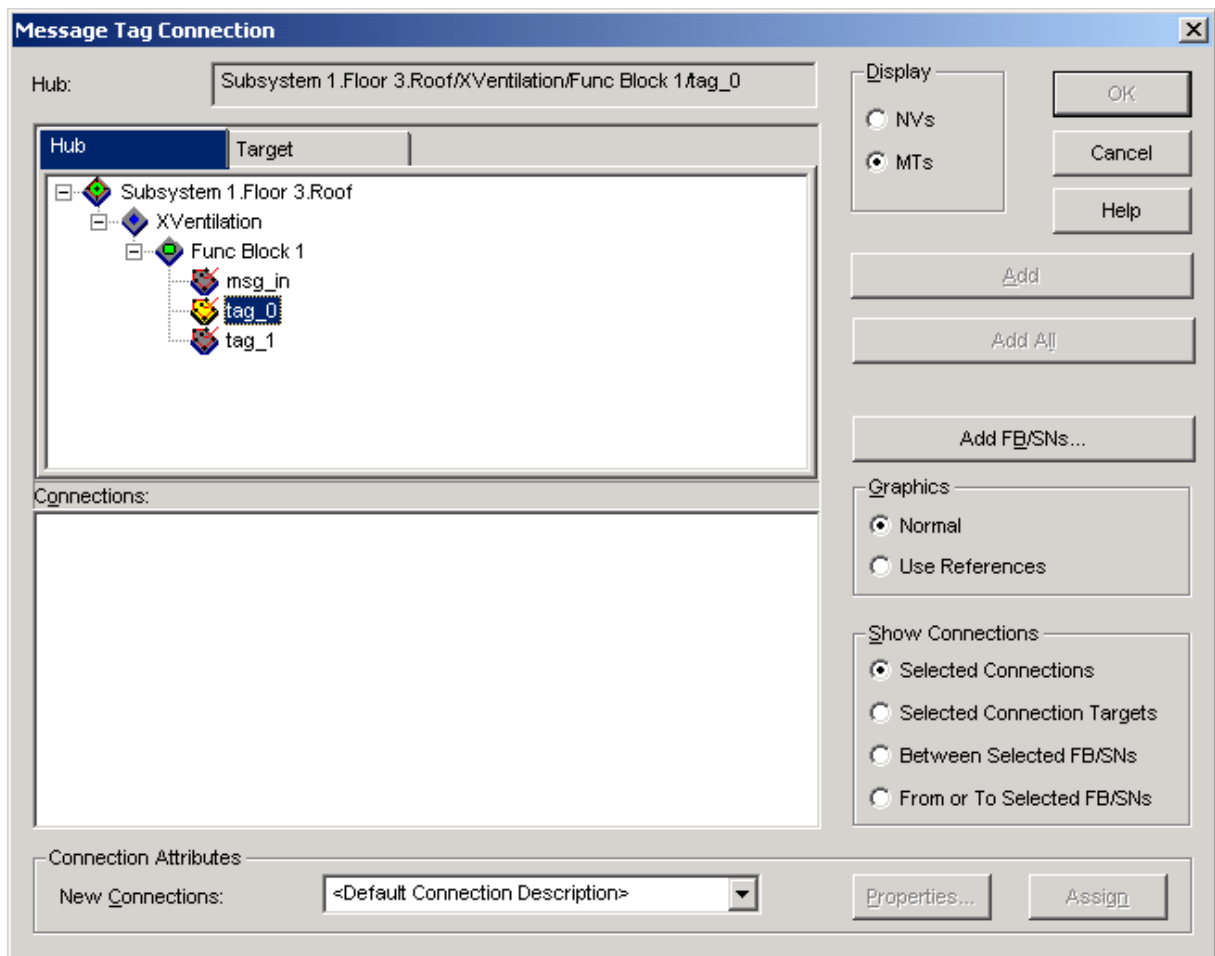 Message Tag Connection
Hub:
Subsystem 1.Floor 3.Roof/XVentilation/Func Block 1/tag_0
Display
NVs
MTs
OK
Cancel
Help
Hub
Target
Subsystem 1.Floor 3.Roof
XVentilation
Func Block 1
msg_in
tag_0
tag_1
Add
Add All
Add FB/SNs...
Connections:
Graphics
Normal
Use References
Show Connections
Selected Connections
Selected Connection Targets
Between Selected FB/SNs
From or To Selected FB/SNs
Connection Attributes
New Connections:
<Default Connection Description>
Properties...
Assign